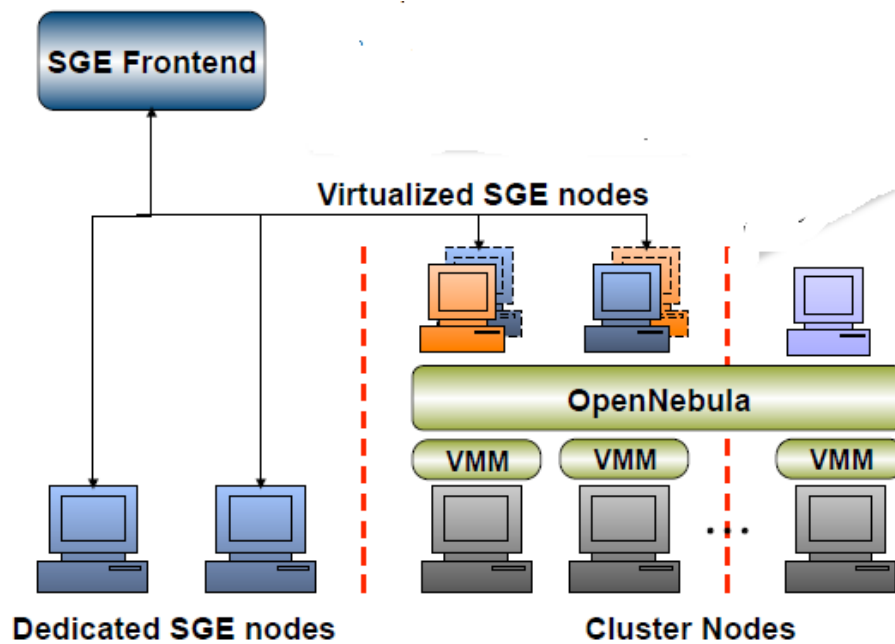 SGE Frontend
Virtualized SGE nodes
OpenNebula
VMM
VMM
VMM
...
Dedicated SGE nodes
Cluster Nodes